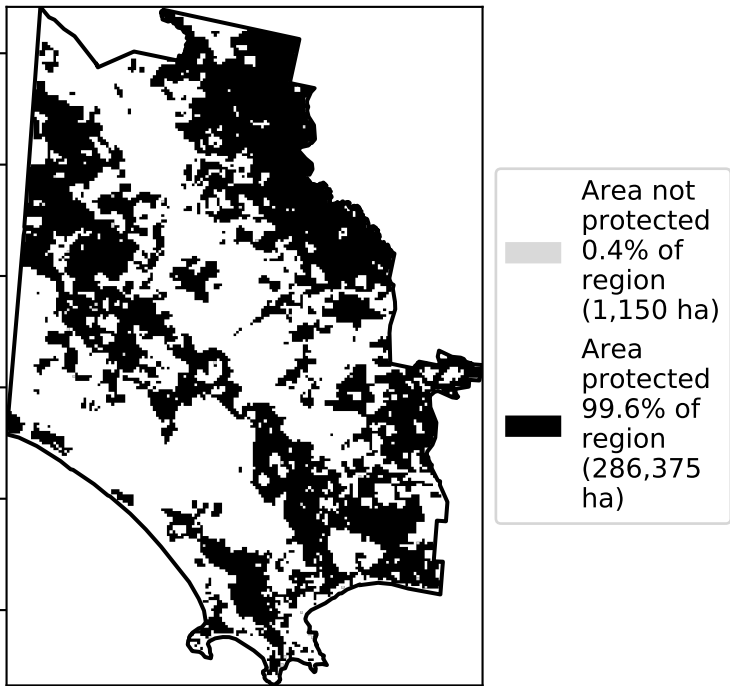 Area not
protected
0.4% of
region
(1,150 ha)
Area
protected
99.6% of
region
(286,375
ha)